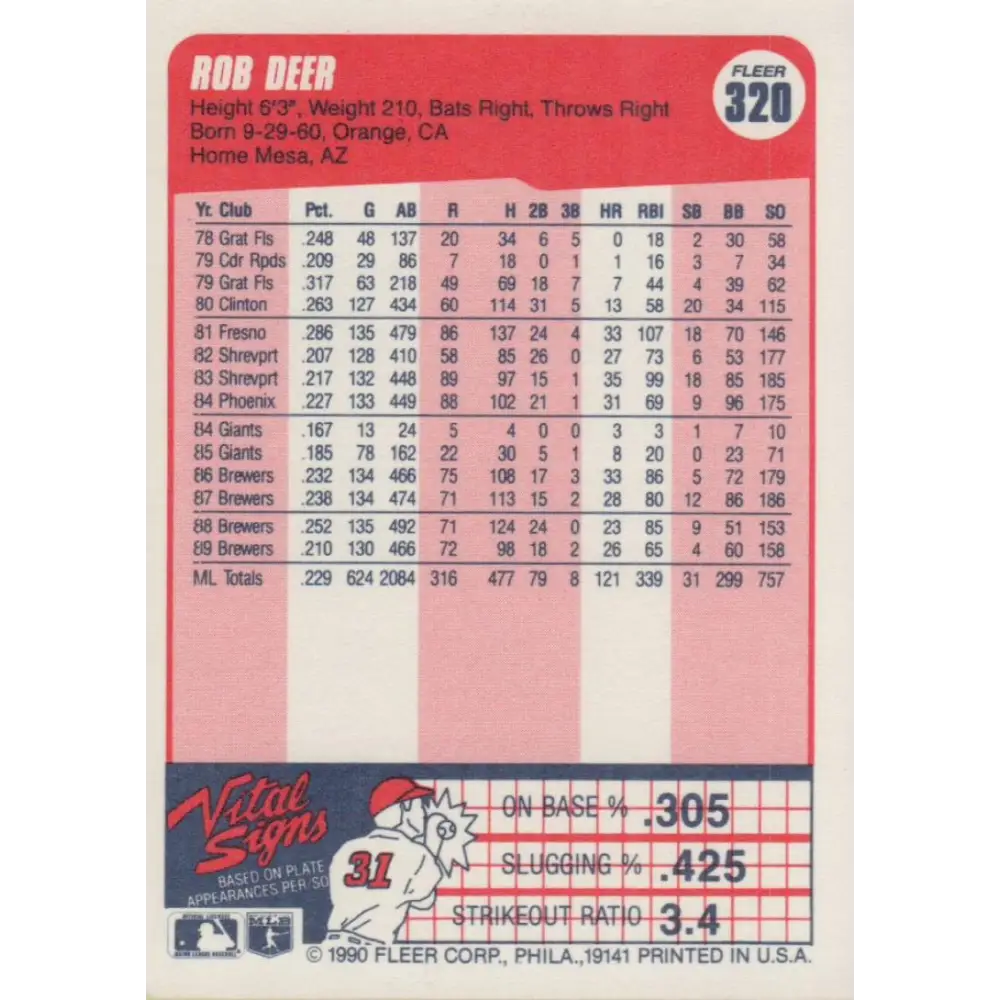 ROB DEER
FLEER
320
Height 6'3", Weight 210, Bats Right, Throws Right
Born 9-29-60, Orange, CA
Home Mesa, AZ
Yr. Club Pct. G AB R H 2B 3B HR RBI SB BB SO
78 Grat Fls .248 48 137 20 34 6 5 0 18 2 30 58
79 Cdr Rpds .209 29 86 7 18 0 1 1 16 3 7 34
79 Grat Fls .317 63 218 49 69 18 7 7 44 4 39 62
80 Clinton .263 127 434 60 114 31 5 13 58 20 34 115
81 Fresno .286 135 479 86 137 24 4 33 107 18 70 146
82 Shrevprt .207 128 410 58 85 26 0 27 73 6 53 177
83 Shrevprt .217 132 448 89 97 15 1 35 99 18 85 185
84 Phoenix .227 133 449 88 102 21 1 31 69 9 96 175
84 Giants .167 13 24 5 4 0 0 3 3 1 7 10
85 Giants .185 78 162 22 30 5 1 8 20 0 23 71
86 Brewers .232 134 466 75 108 17 3 33 86 5 72 179
87 Brewers .238 134 474 71 113 15 2 28 80 12 86 186
88 Brewers .252 135 492 71 124 24 0 23 85 9 51 153
89 Brewers .210 130 466 72 98 18 2 26 65 4 60 158
ML Totals .229 624 2084 316 477 79 8 121 339 31 299 757
Vital
Signs
BASED ON PLATE
APPEARANCES PER/SO
31
ON BASE % .305
SLUGGING % .425
STRIKEOUT RATIO 3.4
MLB
© 1990 FLEER CORP., PHILA.,19141 PRINTED IN U.S.A.